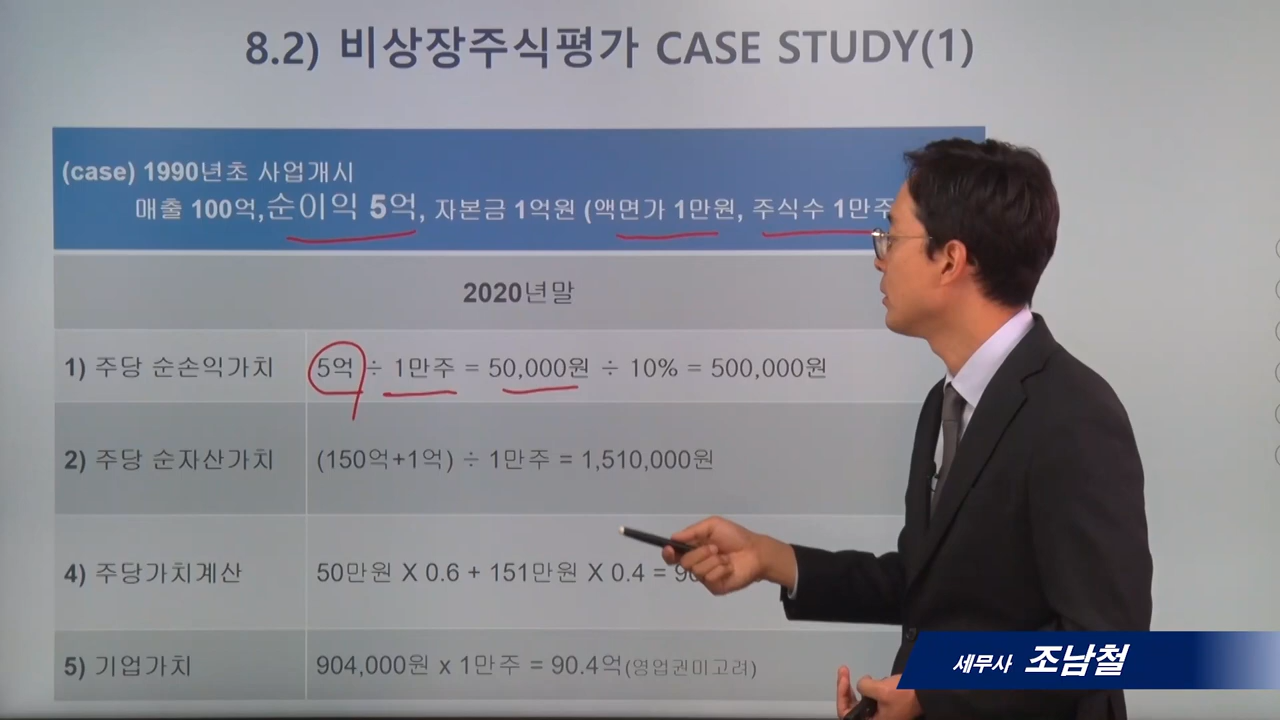 8.2) 비상장주식평가 CASE STUDY(1)
(case) 1990년초 사업개시
매출 100억,순이익 5억, 자본금 1억원 (액면가 1만원, 주식수 1만주
2020년말
1) 주당 순손익가치
5억 ÷ 1만주 = 50,000원 ÷ 10% = 500,000원
2) 주당 순자산가치
(150억+1억) ÷ 1만주 = 1,510,000원
4) 주당가치계산
50만원 X 0.6 + 151만원 X 0.4 =
5) 기업가치
904,000원 x 1만주 = 90.4억(영업권미고려)
세무사 조남철